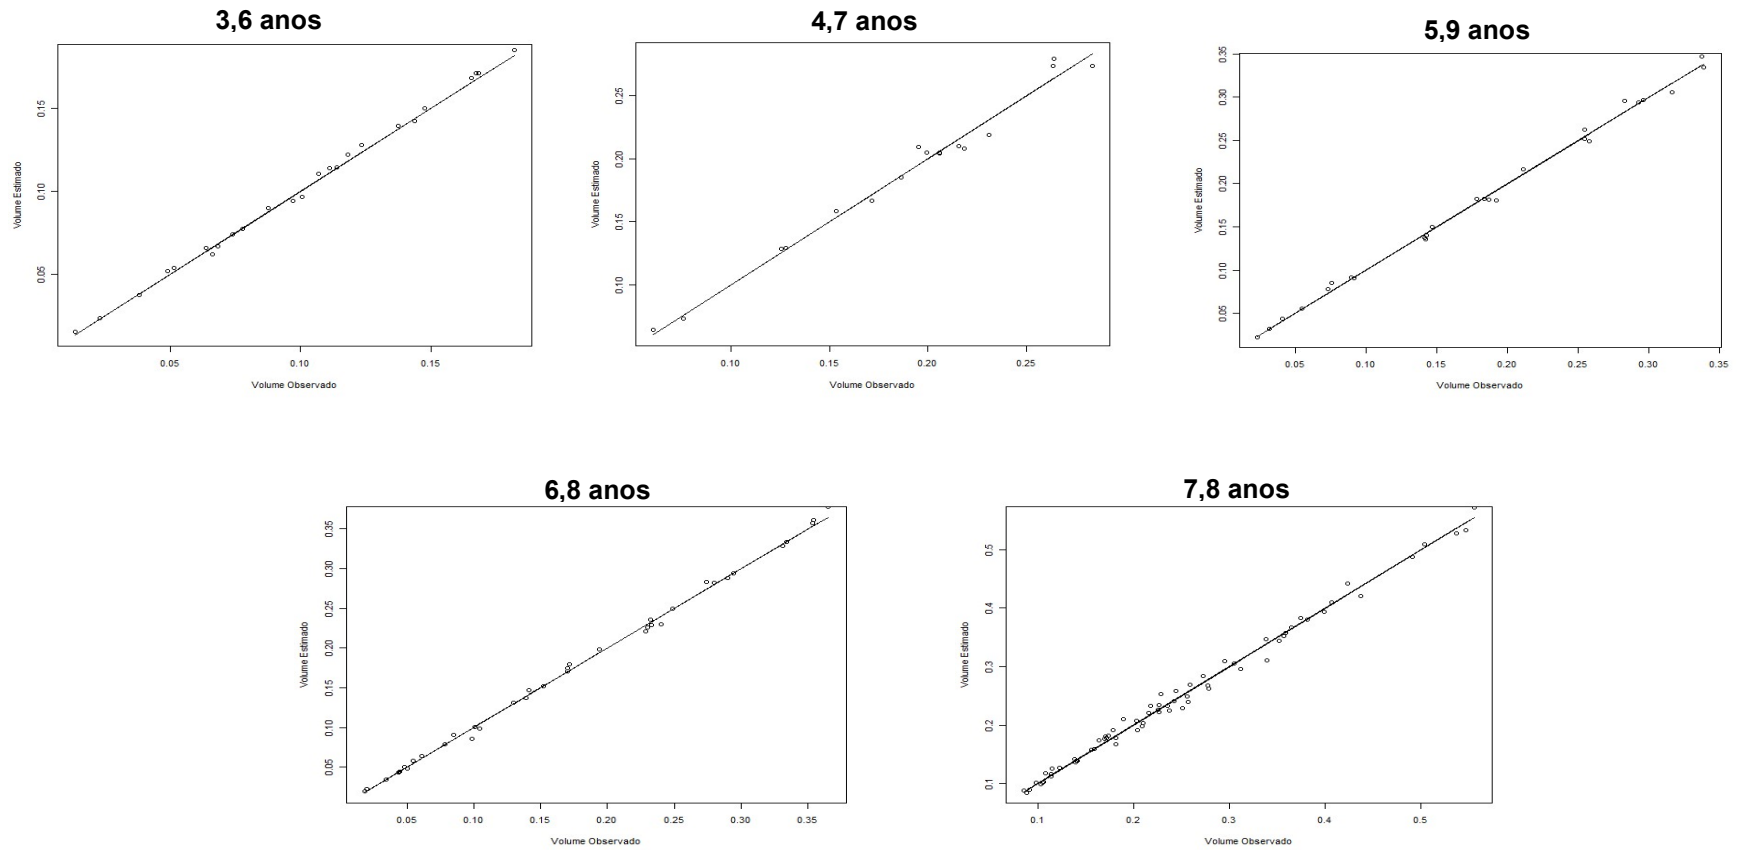 3,6 anos
Volume Estimado
0.15
0.10
0.05
0.05 0.10 0.15
Volume Observado
4,7 anos
Volume Estimado
0.25
0.20
0.15
0.10
0.10 0.15 0.20 0.25
Volume Observado
5,9 anos
Volume Estimado
0.35
0.30
0.25
0.20
0.15
0.10
0.05
0.05 0.10 0.15 0.20 0.25 0.30 0.35
Volume Observado
6,8 anos
Volume Estimado
0.35
0.30
0.25
0.20
0.15
0.10
0.05
0.05 0.10 0.15 0.20 0.25 0.30 0.35
Volume Observado
7,8 anos
Volume Estimado
0.5
0.4
0.3
0.2
0.1
0.1 0.2 0.3 0.4 0.5
Volume Observado